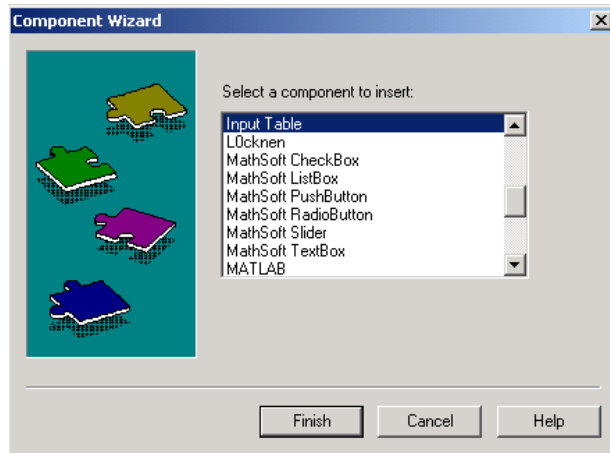 Component Wizard
Select a component to insert:
Input Table
L0cknen
MathSoft CheckBox
MathSoft ListBox
MathSoft PushButton
MathSoft RadioButton
MathSoft Slider
MathSoft TextBox
MATLAB
Finish
Cancel
Help